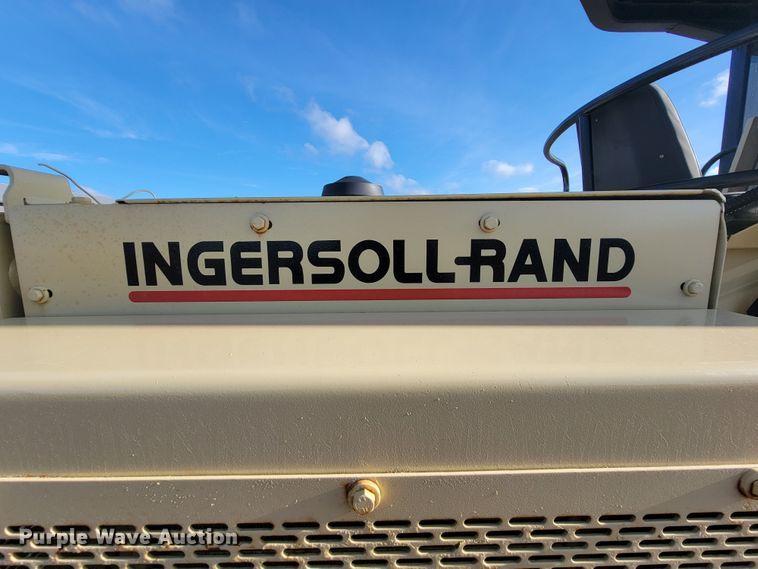 INGERSOLL-RAND
Purple Wave Auction